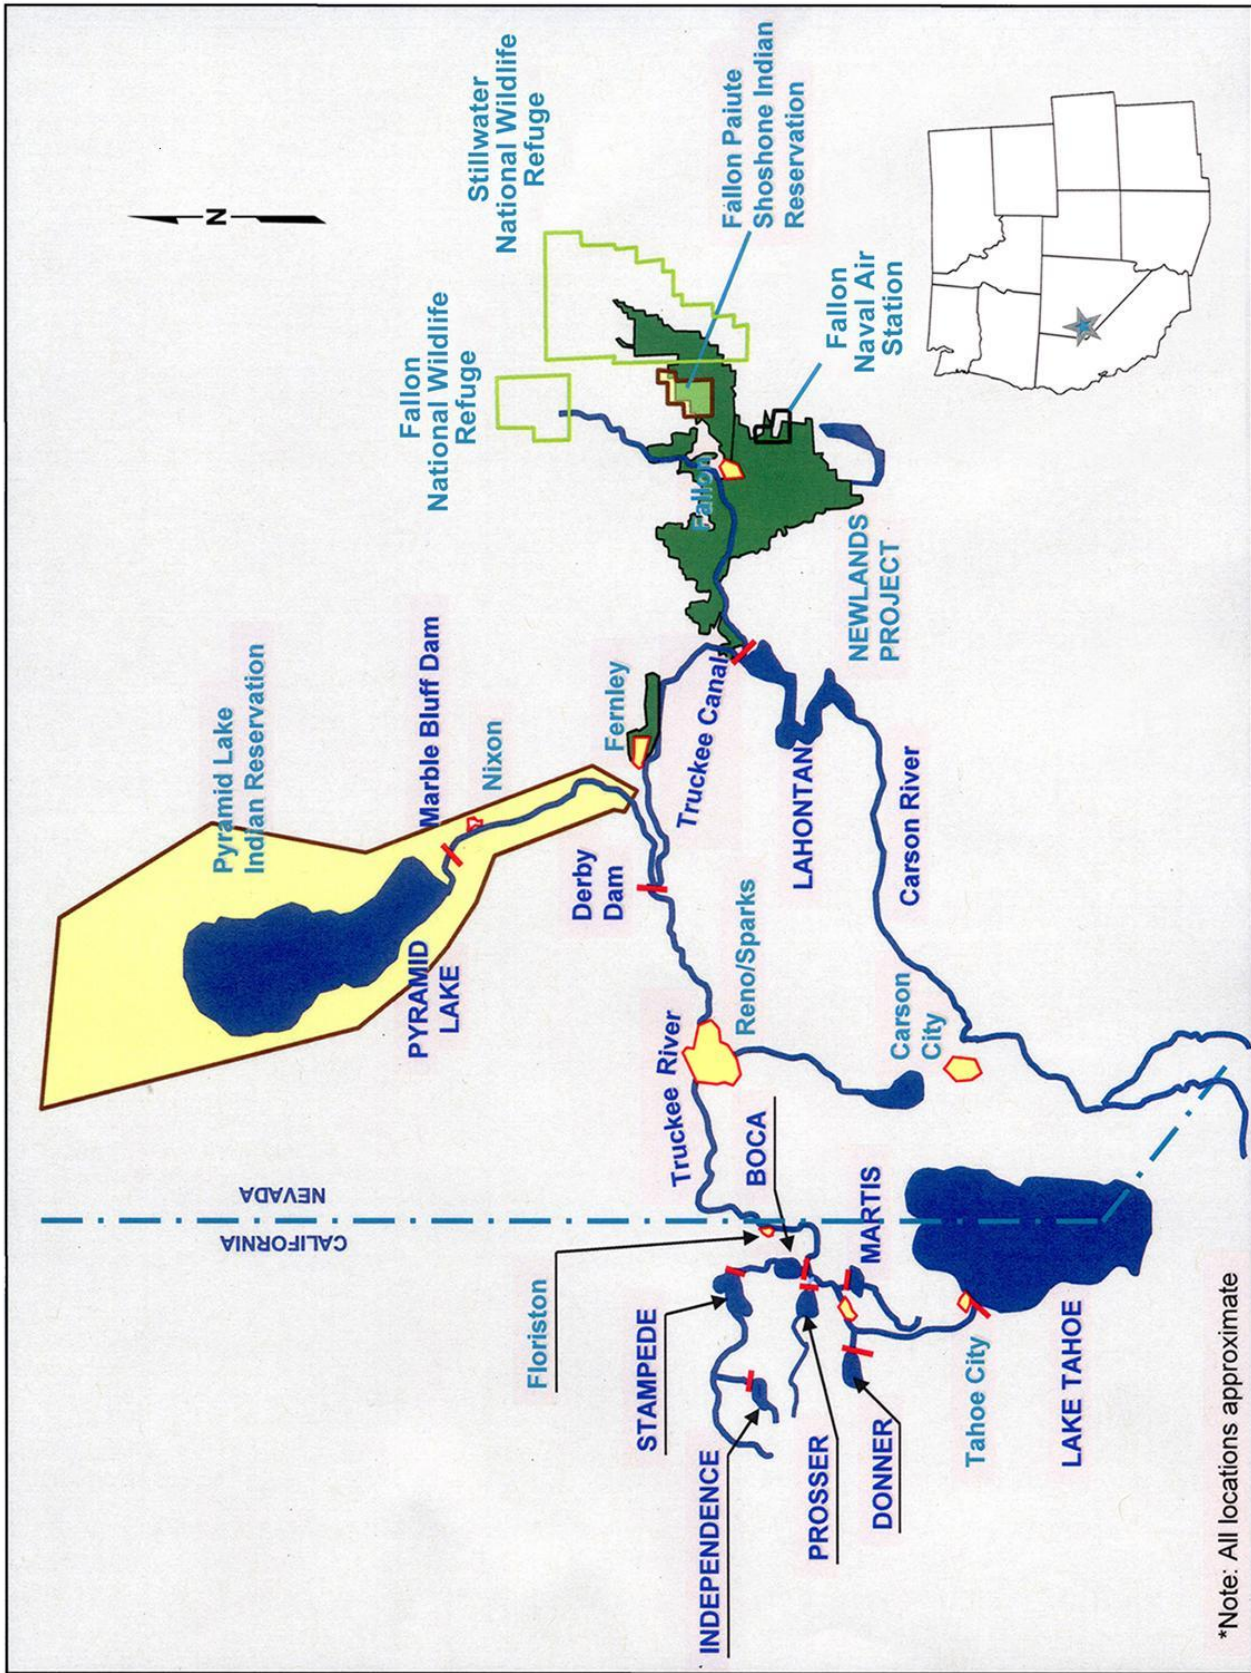 N
Pyramid Lake
Indian Reservation
Fallon
National Wildlife
Refuge
Stillwater
National Wildlife
Refuge
CALIFORNIA
NEVADA
PYRAMID
LAKE
Marble Bluff Dam
Nixon
Floriston
Derby
Dam
Fernley
Fallon Paiute
Shoshone Indian
Reservation
STAMPEDE
Truckee River
Truckee Canal
Fallon
INDEPENDENCE
BOCA
Reno/Sparks
Fallon
Naval Air
Station
PROSSER
MARTIS
LAHONTAN
NEWLANDS
PROJECT
DONNER
Carson
City
Carson River
Tahoe City
LAKE TAHOE
*Note: All locations approximate